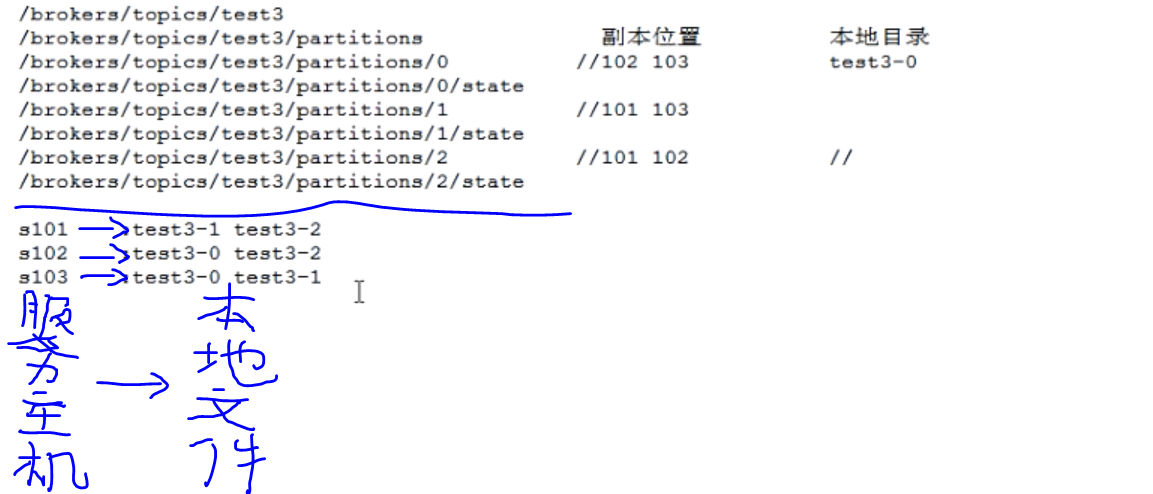 /brokers/topics/test3
/brokers/topics/test3/partitions 副本位置 本地目录
/brokers/topics/test3/partitions/0 //102 103 test3-0
/brokers/topics/test3/partitions/0/state
/brokers/topics/test3/partitions/1 //101 103
/brokers/topics/test3/partitions/1/state
/brokers/topics/test3/partitions/2 //101 102 //
/brokers/topics/test3/partitions/2/state
s101 → test3-1 test3-2
s102 → test3-0 test3-2
s103 → test3-0 test3-1
服务主机 → 本地文件